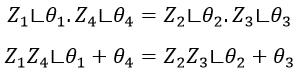 Z₁∟θ₁. Z₄∟θ₄ = Z₂∟θ₂. Z₃∟θ₃
Z₁Z₄∟θ₁ + θ₄ = Z₂Z₃∟θ₂ + θ₃